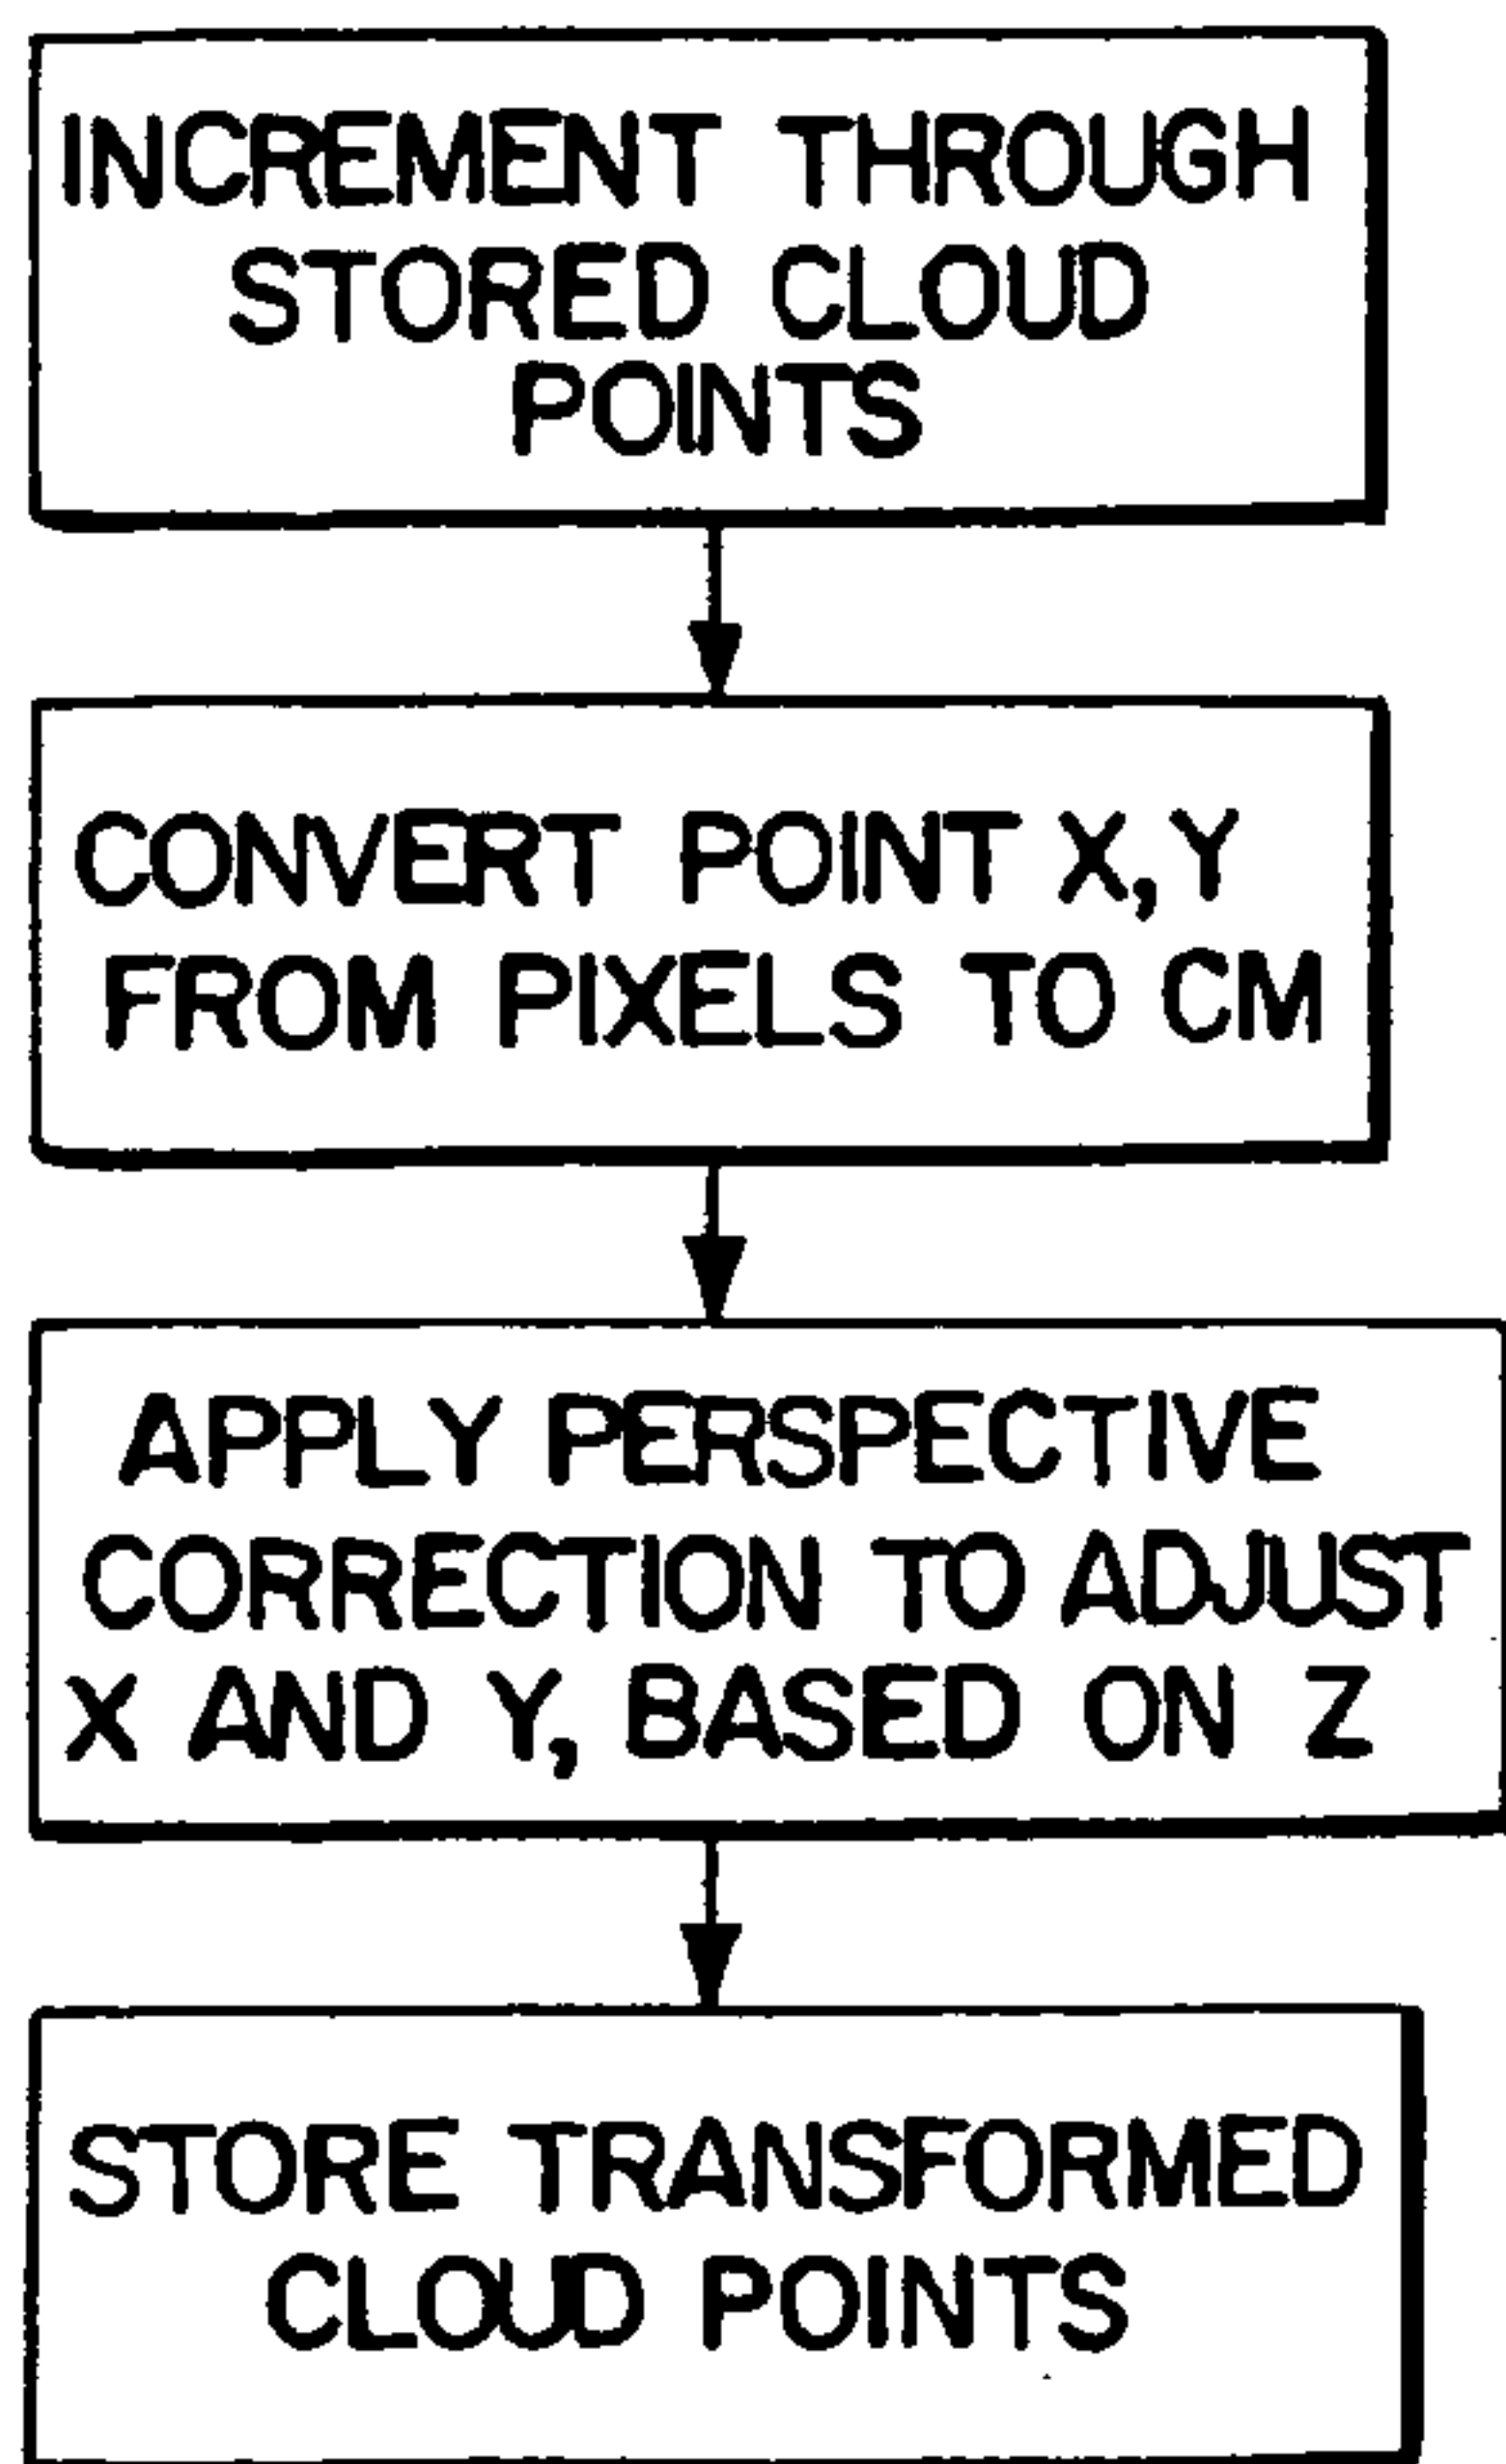 INCREMENT THROUGH
STORED CLOUD
POINTS
CONVERT POINT X,Y
FROM PIXELS TO CM
APPLY PERSPECTIVE
CORRECTION TO ADJUST
X AND Y, BASED ON Z
STORE TRANSFORMED
CLOUD POINTS